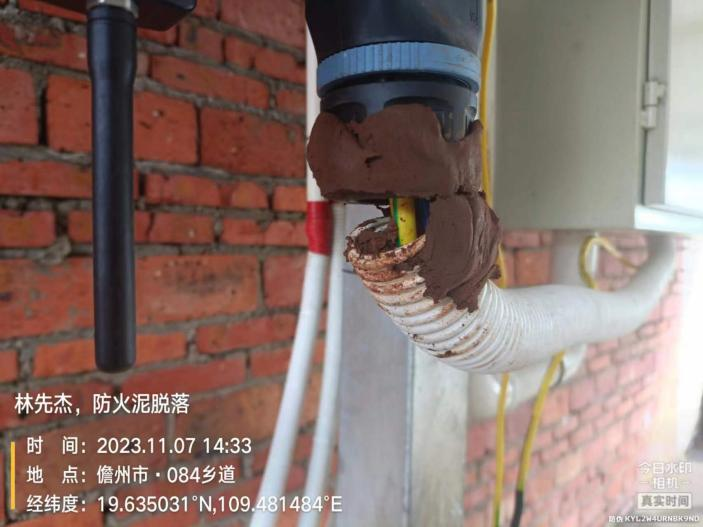 林先杰，防火泥脱落
时 间：2023.11.07 14:33
地 点：儋州市·084乡道
经纬度：19.635031°N,109.481484°E
今日水印
相机
真实时间
防伪 KYL2W4URNBK9ND